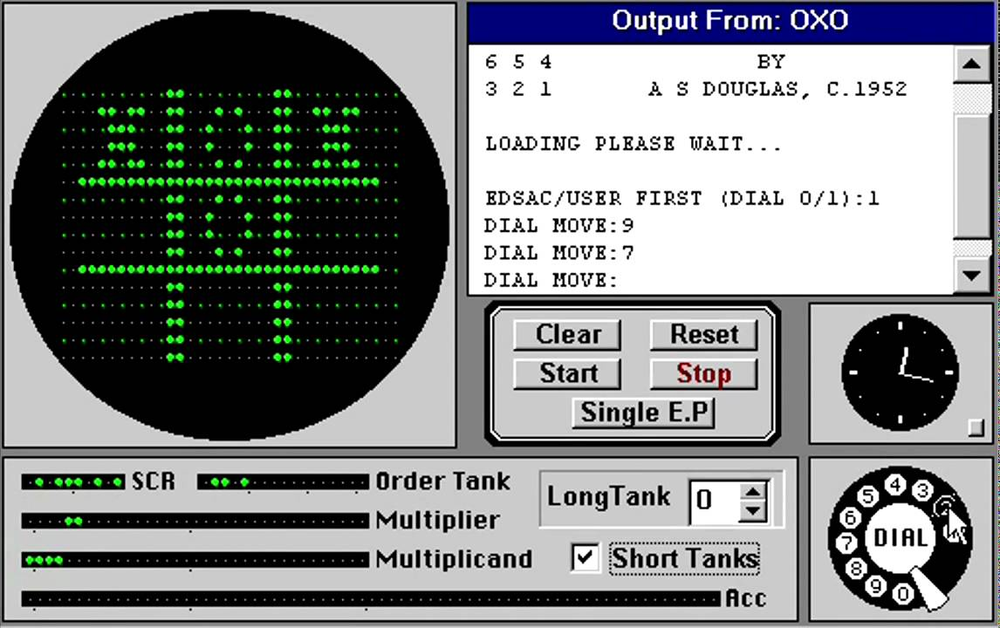 Output From: OXO
6 5 4 BY
3 2 1 A S DOUGLAS, C.1952
LOADING PLEASE WAIT...
EDSAC/USER FIRST (DIAL 0/1):1
DIAL MOVE:9
DIAL MOVE:7
DIAL MOVE:
Clear Reset
Start Stop
Single E.P
SCR Order Tank LongTank 0
Multiplier
Multiplicand Short Tanks
Acc
4 3
5
6
7
8
9 0
DIAL